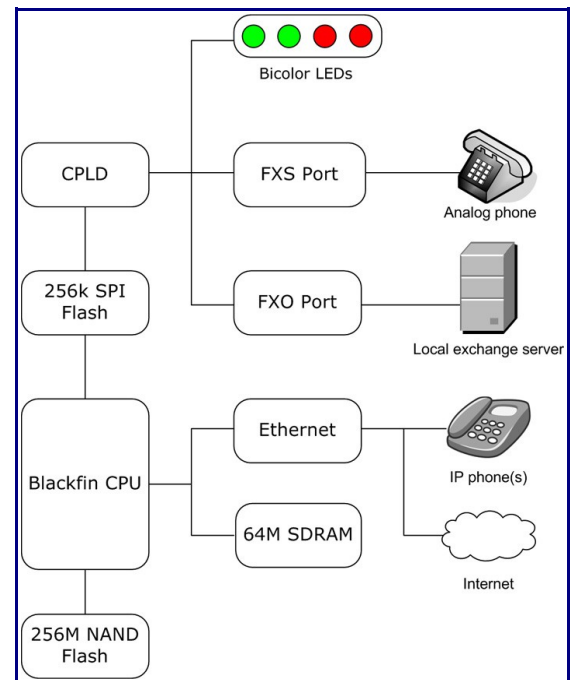 Bicolor LEDs
CPLD
FXS Port
Analog phone
256k SPI
Flash
FXO Port
Local exchange server
Blackfin CPU
Ethernet
IP phone(s)
64M SDRAM
Internet
256M NAND
Flash